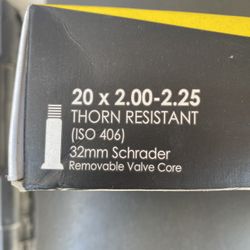 20 x 2.00-2.25
THORN RESISTANT
(ISO 406)
32mm Schrader
Removable Valve Core